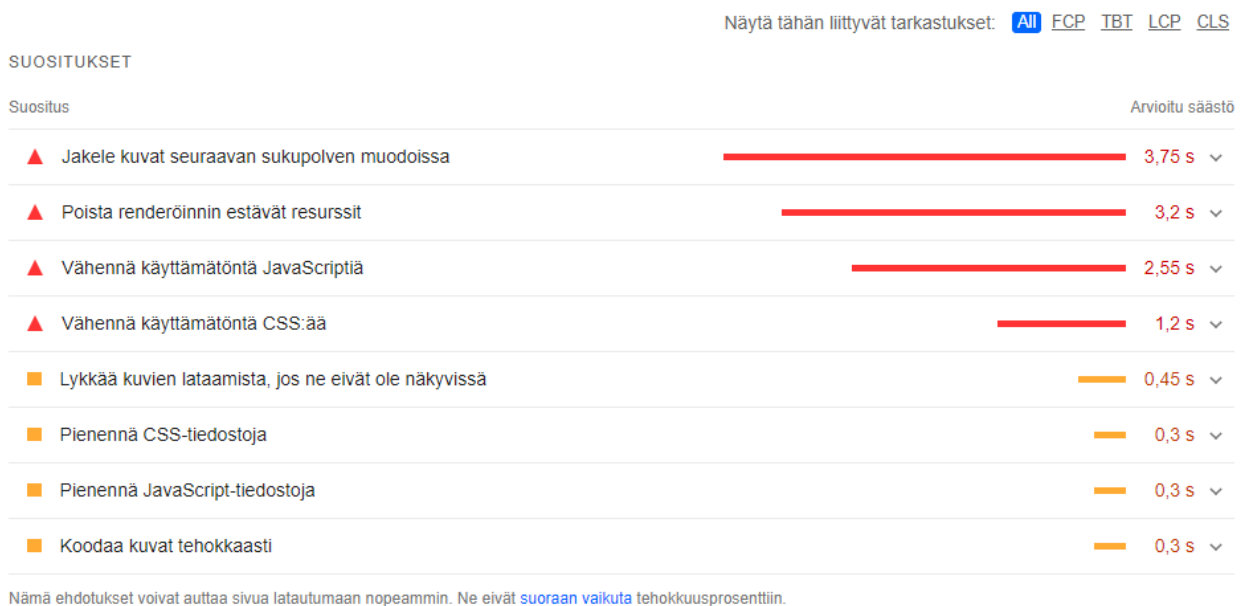 Näytä tähän liittyvät tarkastukset: All FCP TBT LCP CLS
SUOSITUKSET
Suositus Arvioitu säästö
Jakele kuvat seuraavan sukupolven muodoissa 3,75 s
Poista renderöinnin estävät resurssit 3,2 s
Vähennä käyttämätöntä JavaScriptiä 2,55 s
Vähennä käyttämätöntä CSS:ää 1,2 s
Lykkää kuvien lataamista, jos ne eivät ole näkyvissä 0,45 s
Pienennä CSS-tiedostoja 0,3 s
Pienennä JavaScript-tiedostoja 0,3 s
Koodaa kuvat tehokkaasti 0,3 s
Nämä ehdotukset voivat auttaa sivua latautumaan nopeammin. Ne eivät suoraan vaikuta tehokkuusprosenttiin.